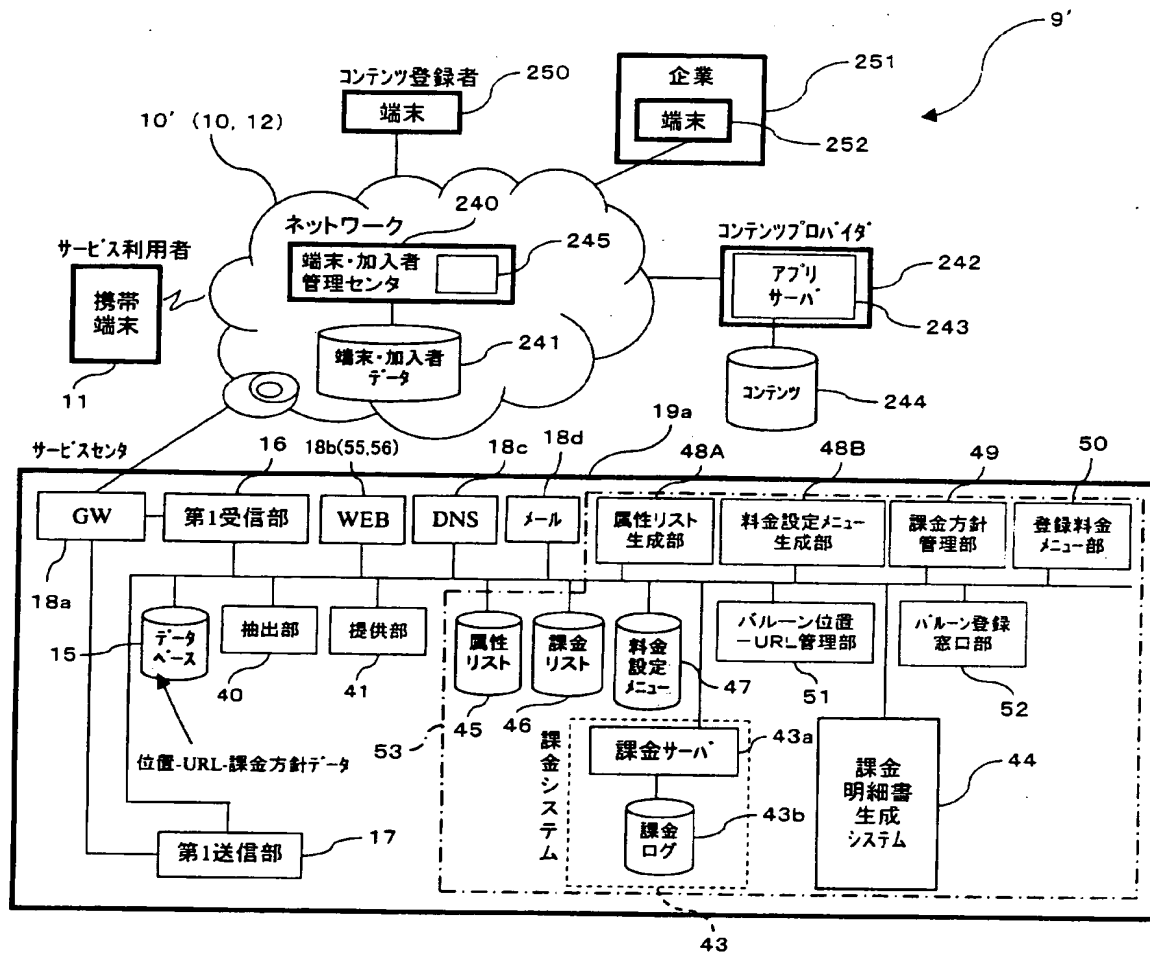 9'
コンテンツ登録者
250
端末
企業
251
端末
252
10' (10, 12)
ネットワーク
240
245
端末・加入者
管理センタ
端末・加入者
データ
241
サービス利用者
携帯
端末
11
コンテンツプロバイダ
アプリ
サーバ
242
243
コンテンツ
244
サービスセンタ
16
18b(55,56)
18c
18d
19a
48A
48B
49
50
GW
第1受信部
WEB
DNS
メール
属性リスト
生成部
料金設定メニュー
生成部
課金方針
管理部
登録料金
メニュー部
18a
15
データ
ベース
抽出部
40
提供部
41
属性
リスト
45
課金
リスト
46
料金
設定
メニュー
47
バルーン位置
-URL管理部
51
バルーン登録
窓口部
52
53
位置-URL-課金方針データ
課金システム
課金サーバ
43a
課金
ログ
43b
課金
明細書
生成
システム
44
第1送信部
17
43